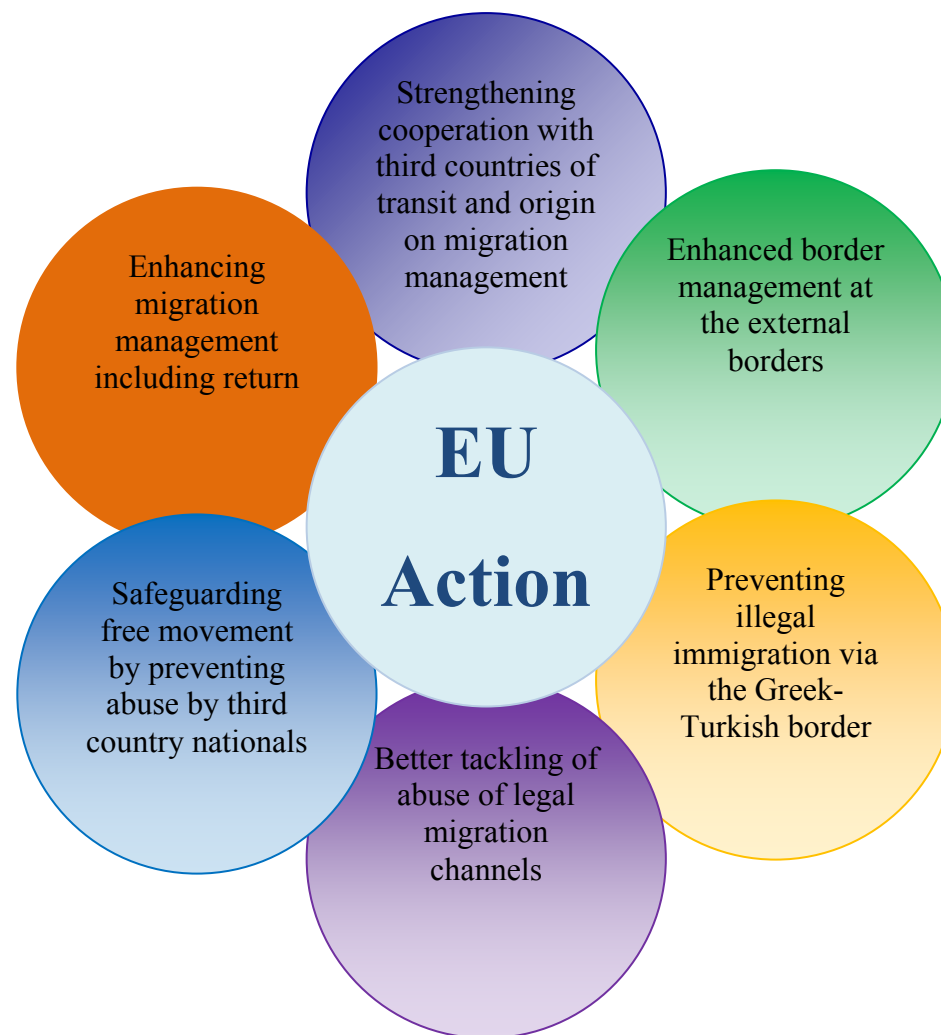 Strengthening
cooperation with
third countries of
transit and origin
on migration
management
Enhanced border
management at
the external
borders
Preventing
illegal
immigration via
the Greek-
Turkish border
Better tackling of
abuse of legal
migration
channels
Safeguarding
free movement
by preventing
abuse by third
country nationals
Enhancing
migration
management
including return
EU
Action